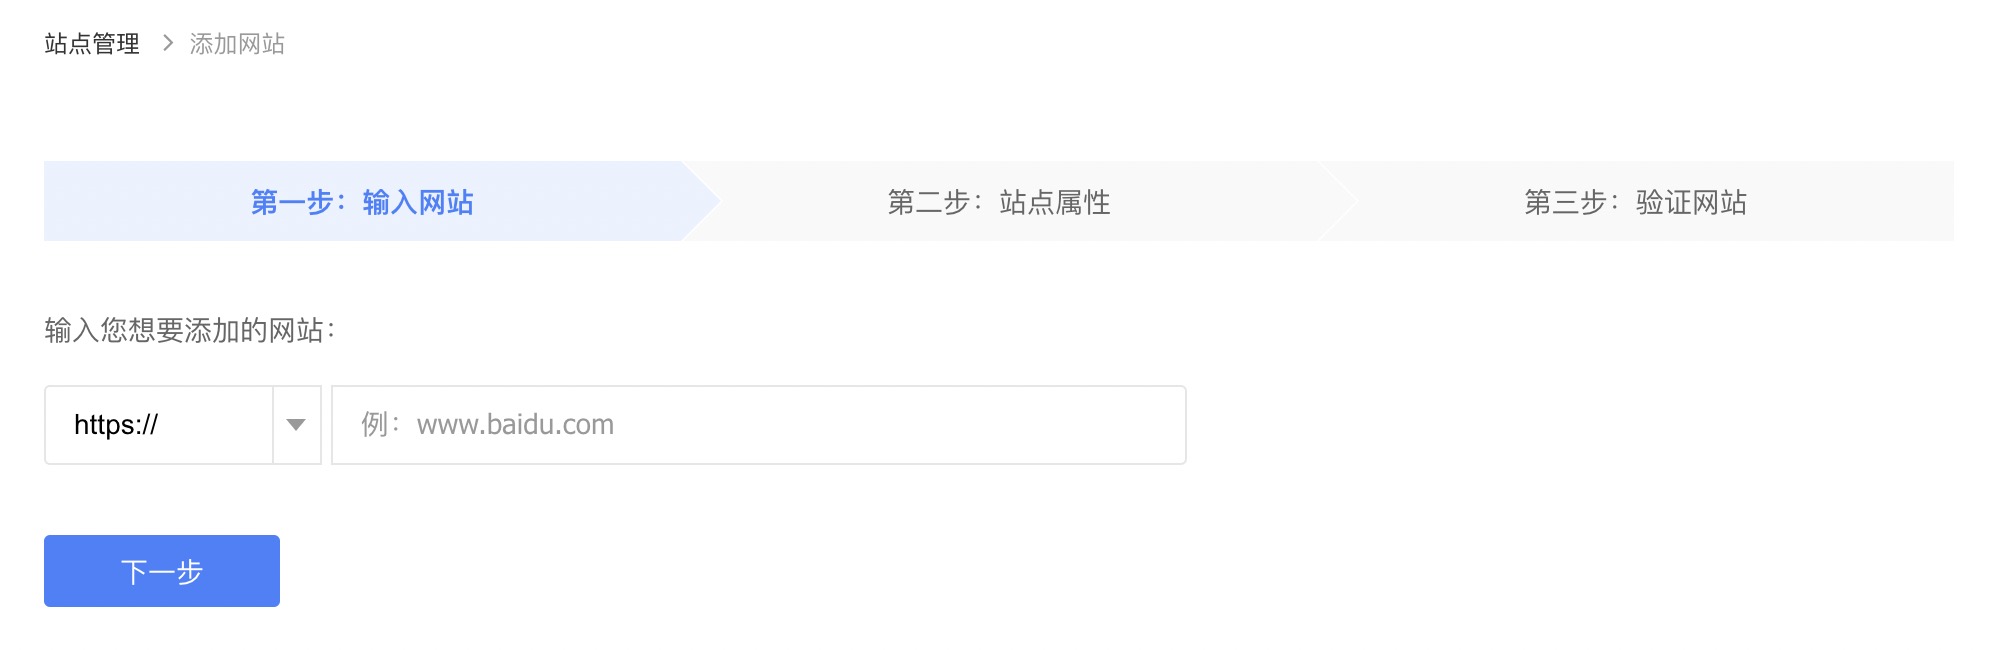 站点管理 > 添加网站
第一步：输入网站 第二步：站点属性 第三步：验证网站
输入您想要添加的网站：
https:// 例：www.baidu.com
下一步